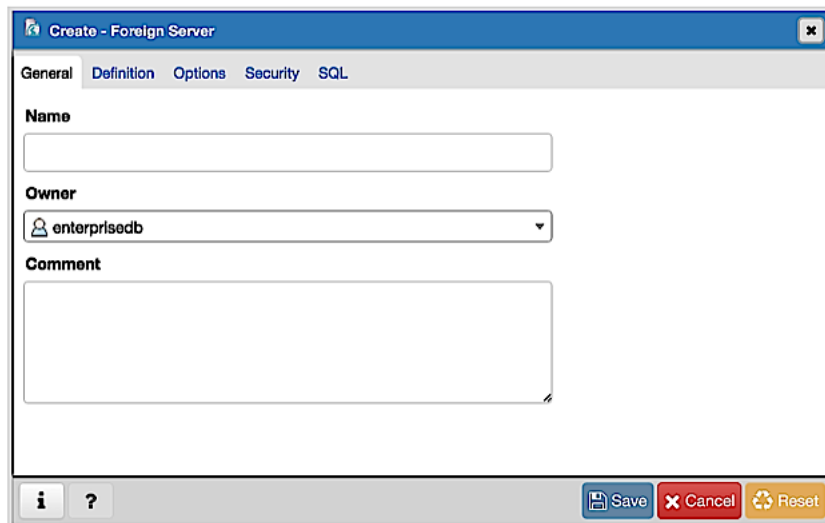 Create - Foreign Server
General Definition Options Security SQL
Name
Owner
enterprisedb
Comment
i ? Save Cancel Reset